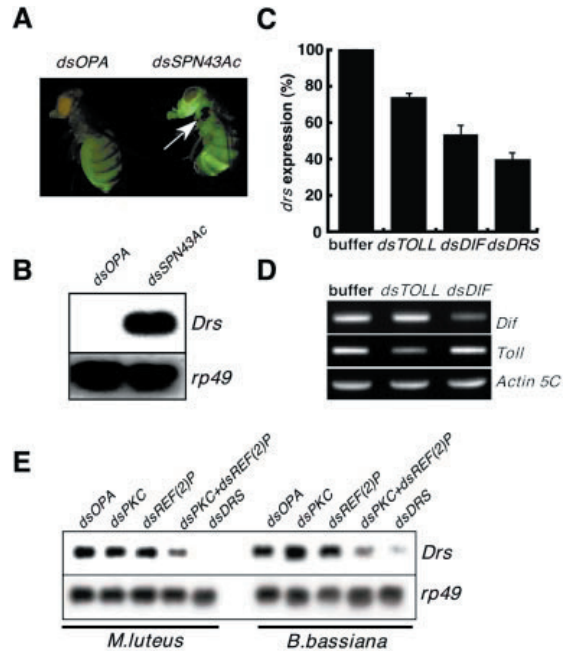 A
dsOPA dsSPN43Ac
B
dsOPA
dsSPN43Ac
Drs
rp49
C
drs expression (%)
100
80
60
40
20
0
buffer dsTOLL dsDIF dsDRS
D
buffer dsTOLL dsDIF
Dif
Toll
Actin 5C
E
dsOPA
dsPKC
dsREF(2)P
dsPKC+dsREF(2)P
dsDRS
dsOPA
dsPKC
dsREF(2)P
dsPKC+dsREF(2)P
dsDRS
Drs
rp49
M.luteus B.bassiana